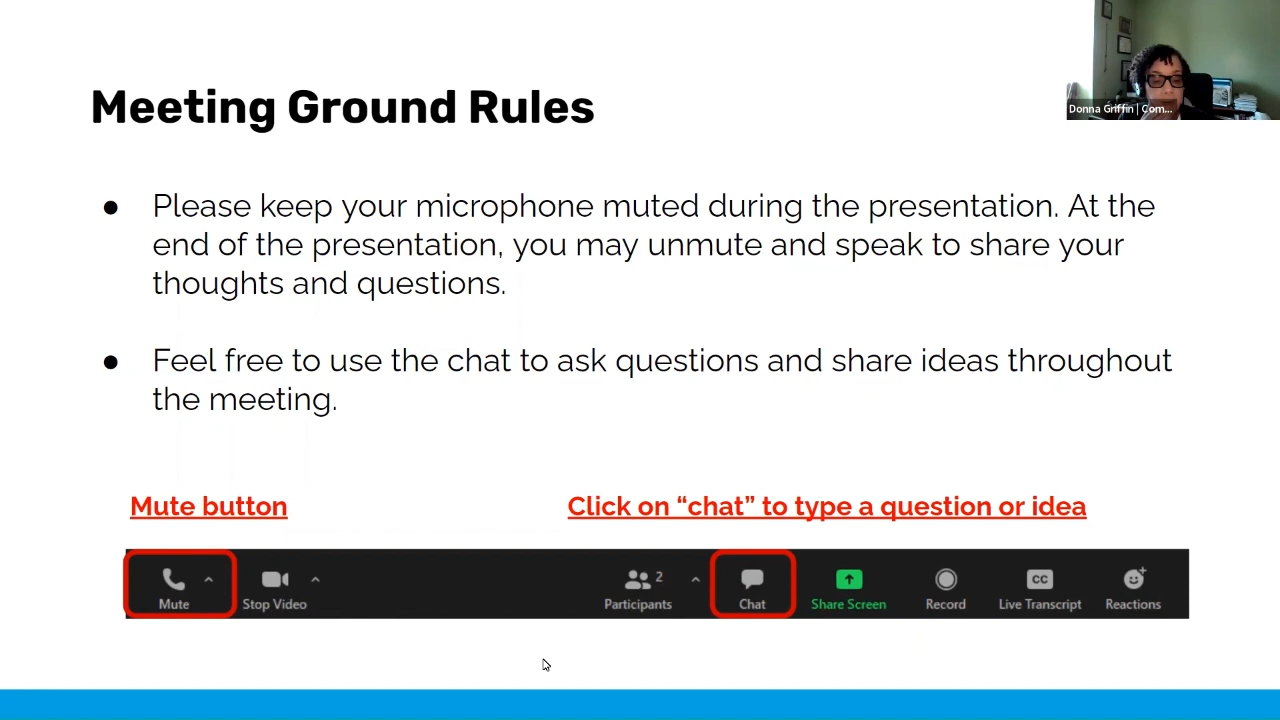 Meeting Ground Rules
Donna Griffin | Com...
● Please keep your microphone muted during the presentation. At the
end of the presentation, you may unmute and speak to share your
thoughts and questions.
● Feel free to use the chat to ask questions and share ideas throughout
the meeting.
Mute button
Click on “chat” to type a question or idea
Mute
Stop Video
2
Participants
Chat
Share Screen
Record
CC
Live Transcript
Reactions